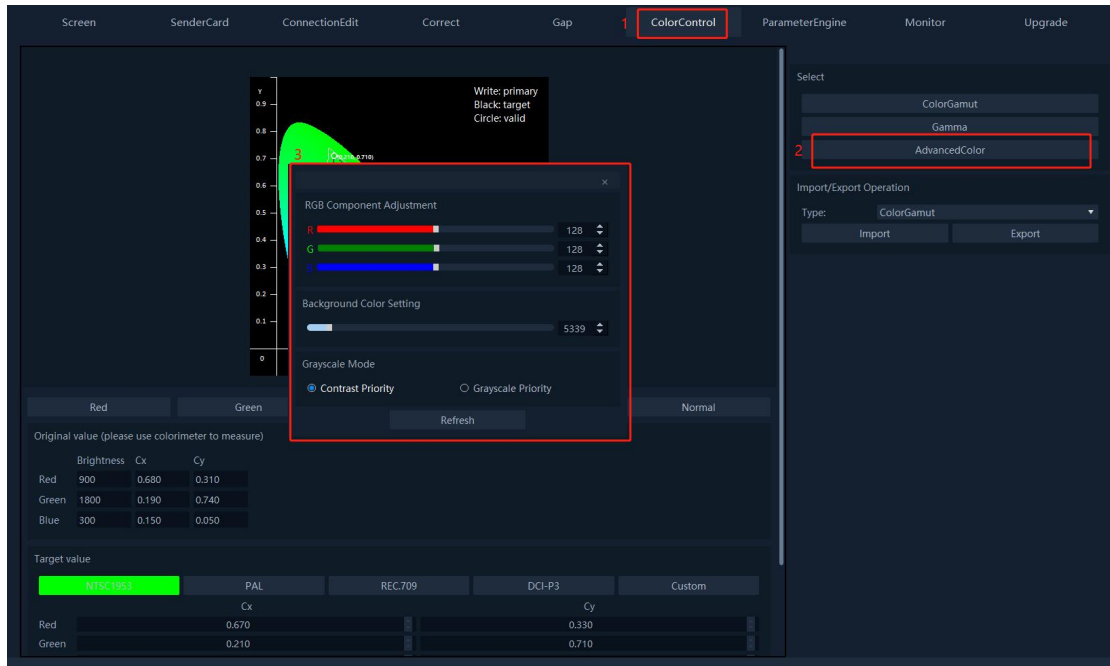 Screen SenderCard ConnectionEdit Correct Gap 1 ColorControl ParameterEngine Monitor Upgrade
Select
ColorGamut
Gamma
2 AdvancedColor
Import/Export Operation
Type: ColorGamut
Import Export
Y
0.9
0.8
0.7
0.6
0.5
0.4
0.3
0.2
0.1
0
Write: primary
Black: target
Circle: valid
(0.210, 0.710)
3
×
RGB Component Adjustment
R 128
G 128
128
Background Color Setting
5339
Grayscale Mode
Contrast Priority Grayscale Priority
Refresh
Red Green Normal
Original value (please use colorimeter to measure)
Brightness Cx Cy
Red 900 0.680 0.310
Green 1800 0.190 0.740
Blue 300 0.150 0.050
Target value
NTSC1953 PAL REC.709 DCI-P3 Custom
Cx Cy
Red 0.670 0.330
Green 0.210 0.710